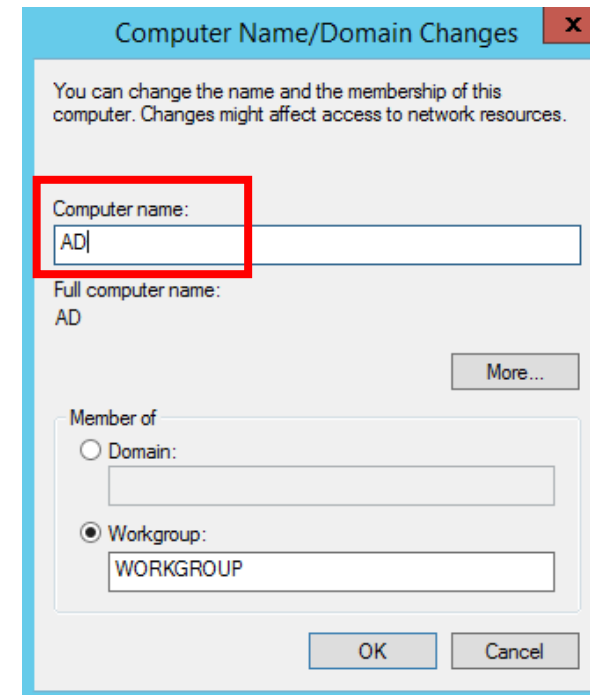 Computer Name/Domain Changes
x
You can change the name and the membership of this
computer. Changes might affect access to network resources.
Computer name:
AD
Full computer name:
AD
More...
Member of
Domain:
Workgroup:
WORKGROUP
OK
Cancel